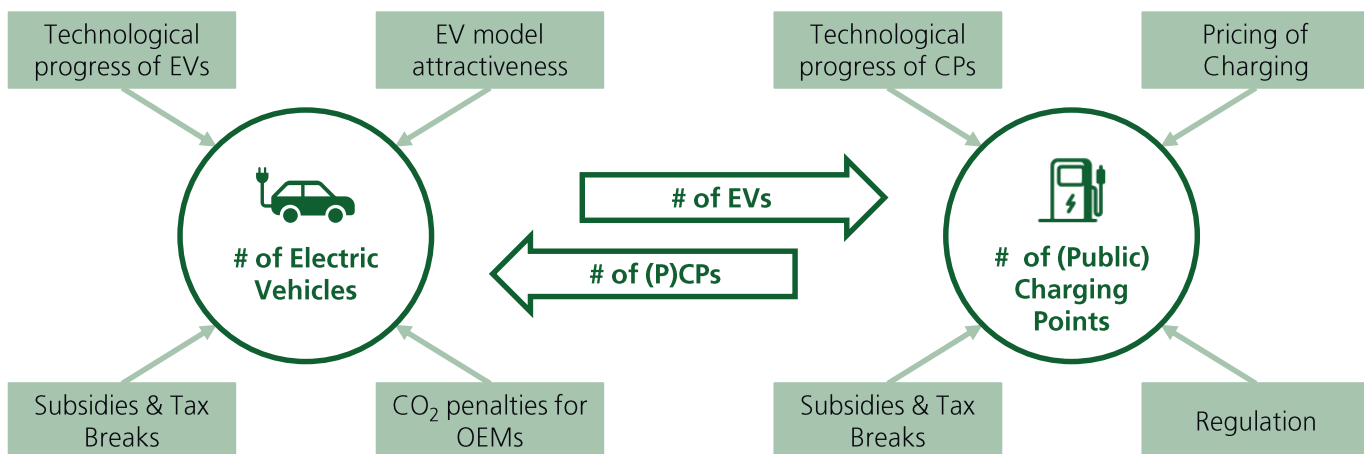 Technological
progress of EVs
EV model
attractiveness
Technological
progress of CPs
Pricing of
Charging
# of Electric
Vehicles
# of EVs
# of (P)CPs
# of (Public)
Charging
Points
Subsidies & Tax
Breaks
CO₂ penalties for
OEMs
Subsidies & Tax
Breaks
Regulation